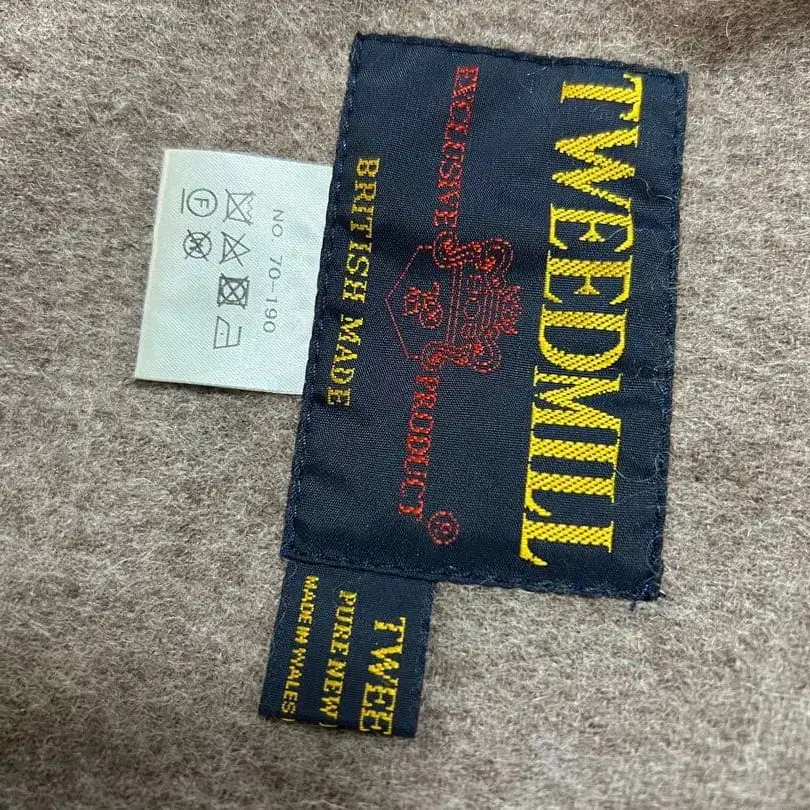 TWEEDMILL
EXCLUSIVE PRODUCT ®
BRITISH MADE
NO. 70-190
F
W
TWEE
PURE NEW
MADE IN WALES